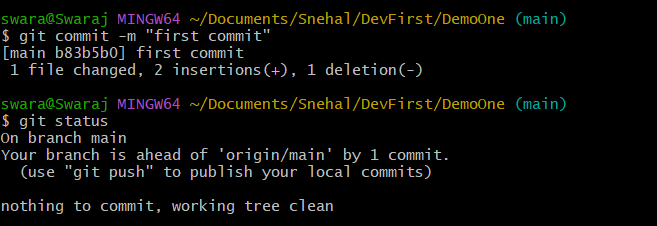 swara@Swaraj MINGW64 ~/Documents/Snehal/DevFirst/DemoOne (main)
$ git commit -m "first commit"
[main b83b5b0] first commit
 1 file changed, 2 insertions(+), 1 deletion(-)

swara@Swaraj MINGW64 ~/Documents/Snehal/DevFirst/DemoOne (main)
$ git status
On branch main
Your branch is ahead of 'origin/main' by 1 commit.
  (use "git push" to publish your local commits)

nothing to commit, working tree clean